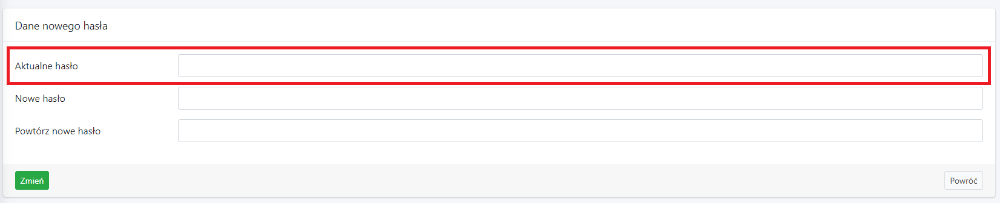 Dane nowego hasła
Aktualne hasło
Nowe hasło
Powtórz nowe hasło
Zmień
Powróć